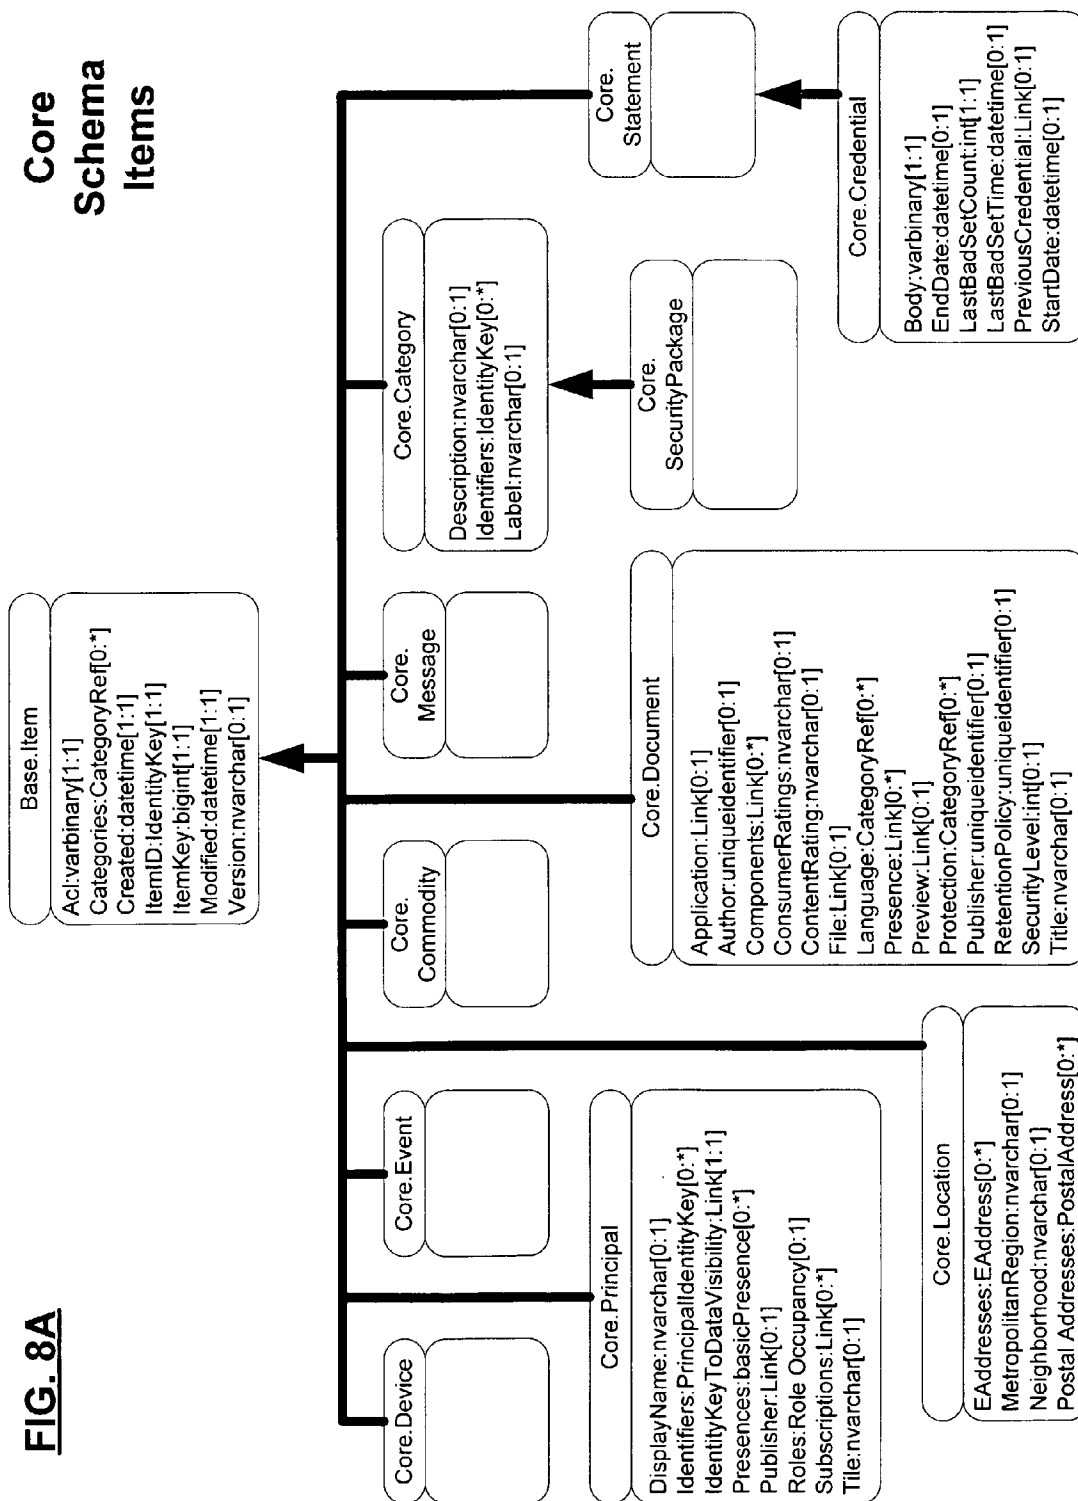 FIG. 8A
Core
Schema
Items
Base.Item
Acl:varbinary[1:1]
Categories:CategoryRef[0:*]
Created:datetime[1:1]
ItemID:IdentityKey[1:1]
ItemKey:bigint[1:1]
Modified:datetime[1:1]
Version:nvarchar[0:1]
Core.Device
Core.Event
Core.
Commodity
Core.
Message
Core.Category
Description:nvarchar[0:1]
Identifiers:IdentityKey[0:*]
Label:nvarchar[0:1]
Core.
Statement
Core.Principal
DisplayName:nvarchar[0:1]
Identifiers:PrincipalIdentityKey[0:*]
IdentityKeyToDataVisibility:Link[1:1]
Presences:basicPresence[0:*]
Publisher:Link[0:1]
Roles:Role Occupancy[0:1]
Subscriptions:Link[0:*]
Tile:nvarchar[0:1]
Core.Document
Application:Link[0:1]
Author:uniqueIdentifier[0:1]
Components:Link[0:*]
ConsumerRatings:nvarchar[0:1]
ContentRating:nvarchar[0:1]
File:Link[0:1]
Language:CategoryRef[0:*]
Presence:Link]0:*]
Preview:Link[0:1]
Protection:CategoryRef[0:*]
Publisher:uniqueidentifier[0:1]
RetentionPolicy:uniqueidentifier[0:1]
SecurityLevel:int[0:1]
Title:nvarchar[0:1]
Core.
SecurityPackage
Core.Credential
Body:varbinary[1:1]
EndDate:datetime[0:1]
LastBadSetCount:int[1:1]
LastBadSetTime:datetime[0:1]
PreviousCredential:Link[0:1]
StartDate:datetime[0:1]
Core.Location
EAddresses:EAddress[0:*]
MetropolitanRegion:nvarchar[0:1]
Neighborhood:nvarchar[0:1]
Postal Addresses:PostalAddress[0:*]